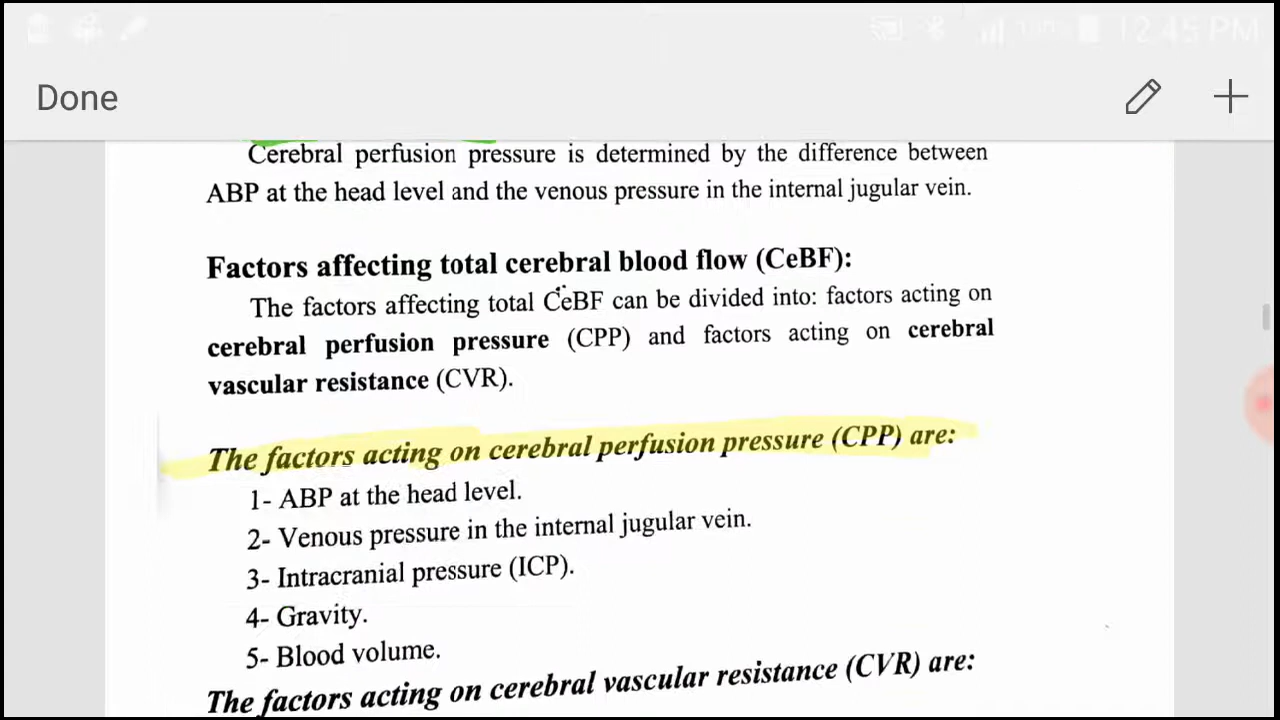 12:45 PM
Done
Cerebral perfusion pressure is determined by the difference between
ABP at the head level and the venous pressure in the internal jugular vein.
Factors affecting total cerebral blood flow (CeBF):
The factors affecting total CeBF can be divided into: factors acting on
cerebral perfusion pressure (CPP) and factors acting on cerebral
vascular resistance (CVR).
The factors acting on cerebral perfusion pressure (CPP) are:
1- ABP at the head level.
2- Venous pressure in the internal jugular vein.
3- Intracranial pressure (ICP).
4- Gravity.
5- Blood volume.
The factors acting on cerebral vascular resistance (CVR) are: